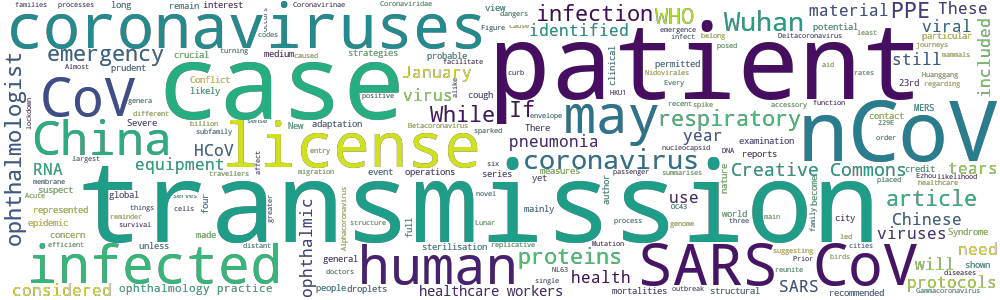 families processes long remain interest doctors Coronavirinae Coronaviridae view WHO material PPE These
coronaviruses infection Wuhan viral
dangers Figure cause identified emergence infect belong posed Deltacoronavirus potential least particular journeys mammals
emergency crucial turning codes medium caused strategies probable
Almost prudent case facilitate patient still included
ophthalmologist CoV Conflict likely January curb clinical permitted Nidovirales Every aid rates Huanggang 23rd regarding
lockdown genera different billion sense positive virus alike cough HKU1 recent spike accessory function
Severe subfamily New adaptation Betacoronavirus While If envelope may respiratory MERS contact 229E nCoV
China HCoV license sparked There nucleocapsid DNA year order
largest entry pneumonia examination reports
RNA equipment affect migration event operations six series coronavirus Creative Commons tears
membrane suspect travellers yet measures passenger summarises nature credit Ezhou likelihood healthcare
Acute global serves greater novel author use OC43 world three main become placed article
represented things cells four transmission mainly
epidemic reminder survival ophthalmic Alphacoronavirus structure Lunar process genome family city Chinese
concern made full sterilisation Mutation led viruses Syndrome
efficient unless distant replicative suggesting Prior cities birds will need
infected general human proteins SARS CoV reunite shown
doctors NL63 health diseases protocols
considered ophthalmology practice people droplets single mortalities outbreak structural SARS recommended Gammacoronavirus
healthcare workers